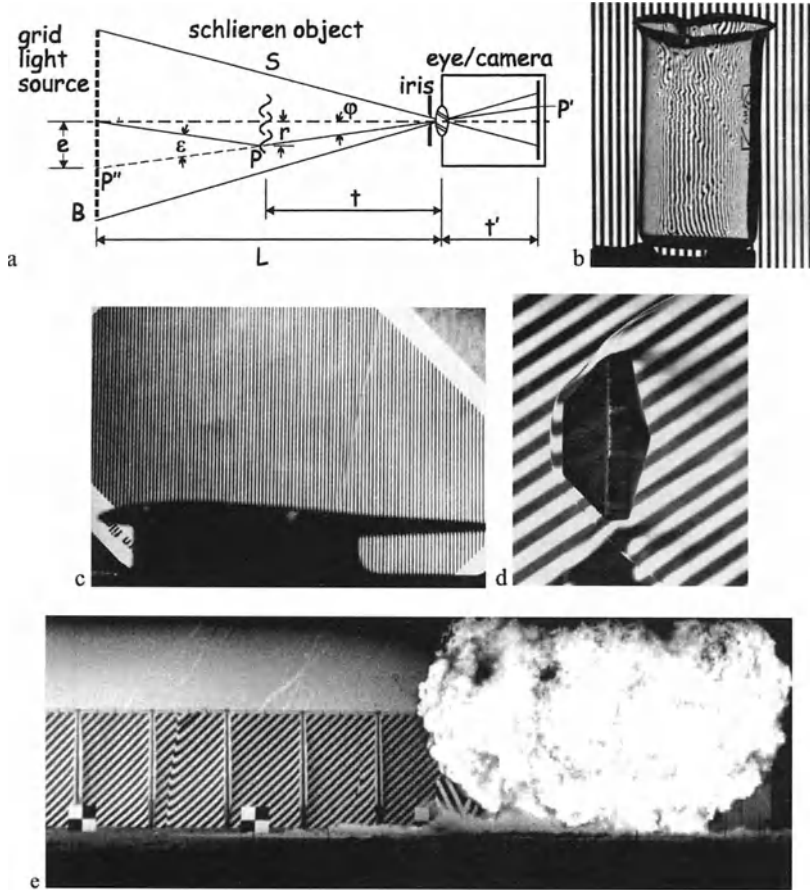 schlieren object
grid
light
source
eye/camera
iris
S
φ
r
ε
e
P
P'
P"
B
t
t'
L
a
b
c
d
e